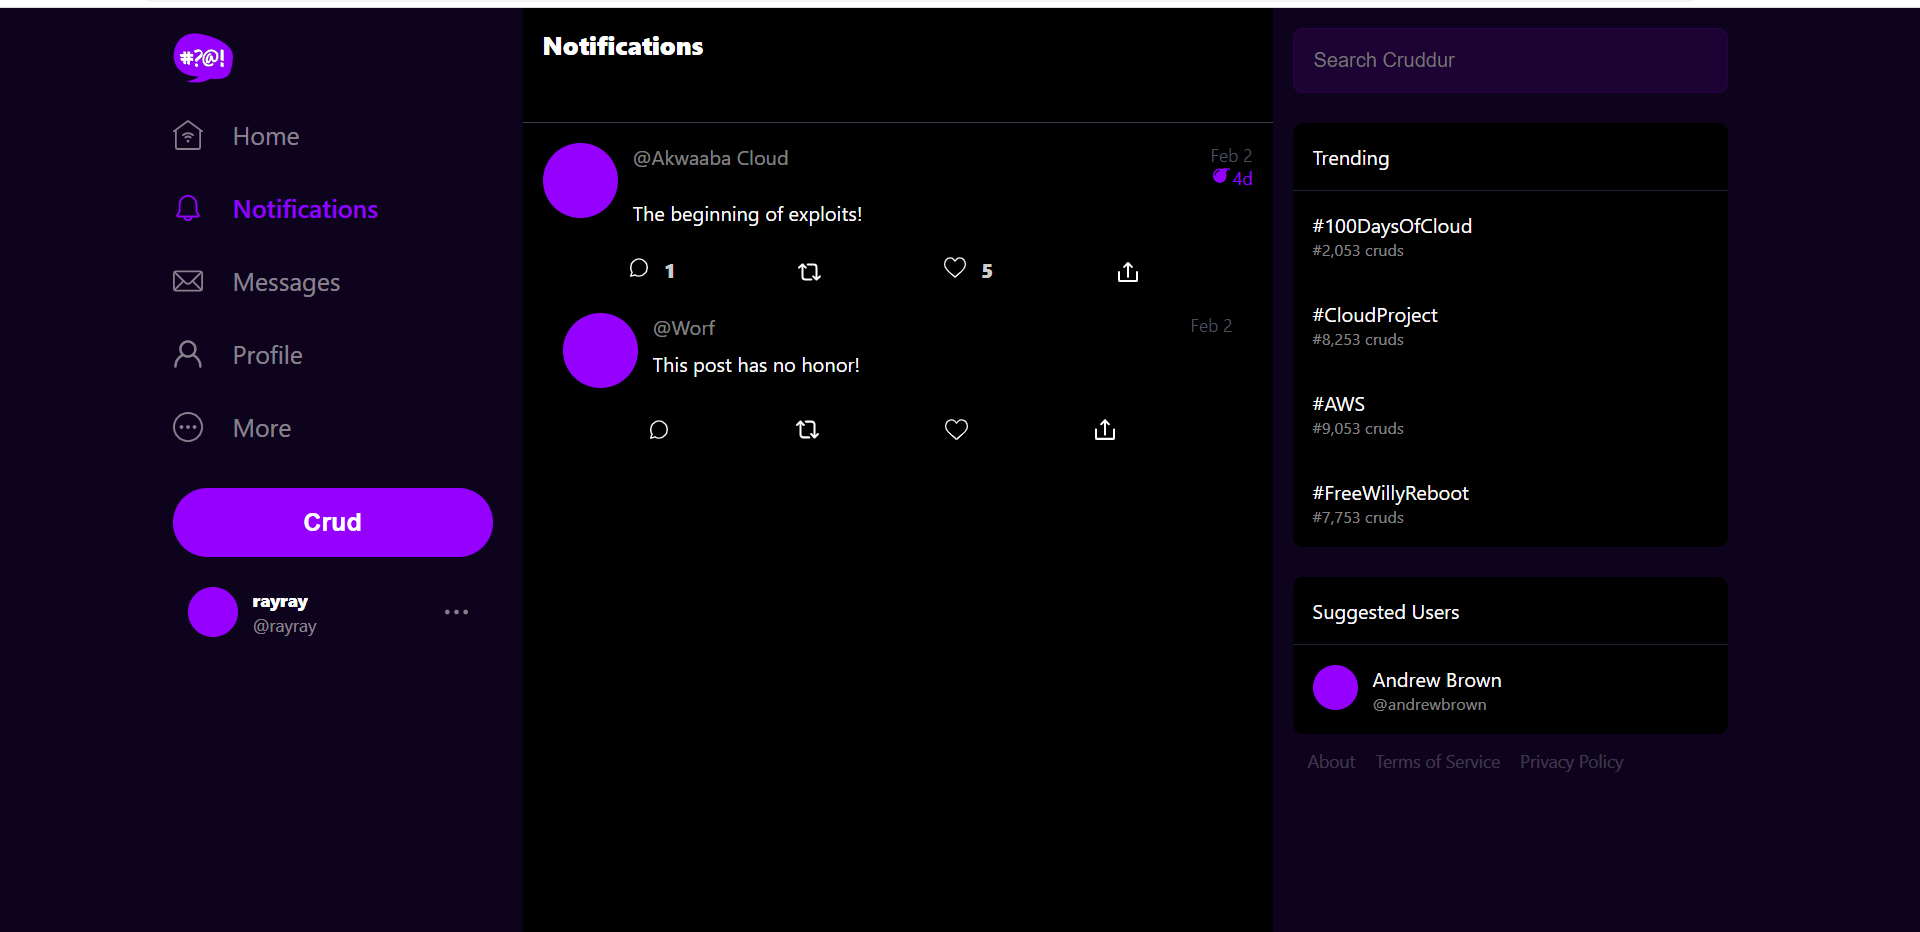 #?@!
Home
Notifications
Messages
Profile
More
Crud
rayray
@rayray
Notifications
@Akwaaba Cloud
Feb 2
4d
The beginning of exploits!
1
5
@Worf
Feb 2
This post has no honor!
Search Cruddur
Trending
#100DaysOfCloud
#2,053 cruds
#CloudProject
#8,253 cruds
#AWS
#9,053 cruds
#FreeWillyReboot
#7,753 cruds
Suggested Users
Andrew Brown
@andrewbrown
About Terms of Service Privacy Policy